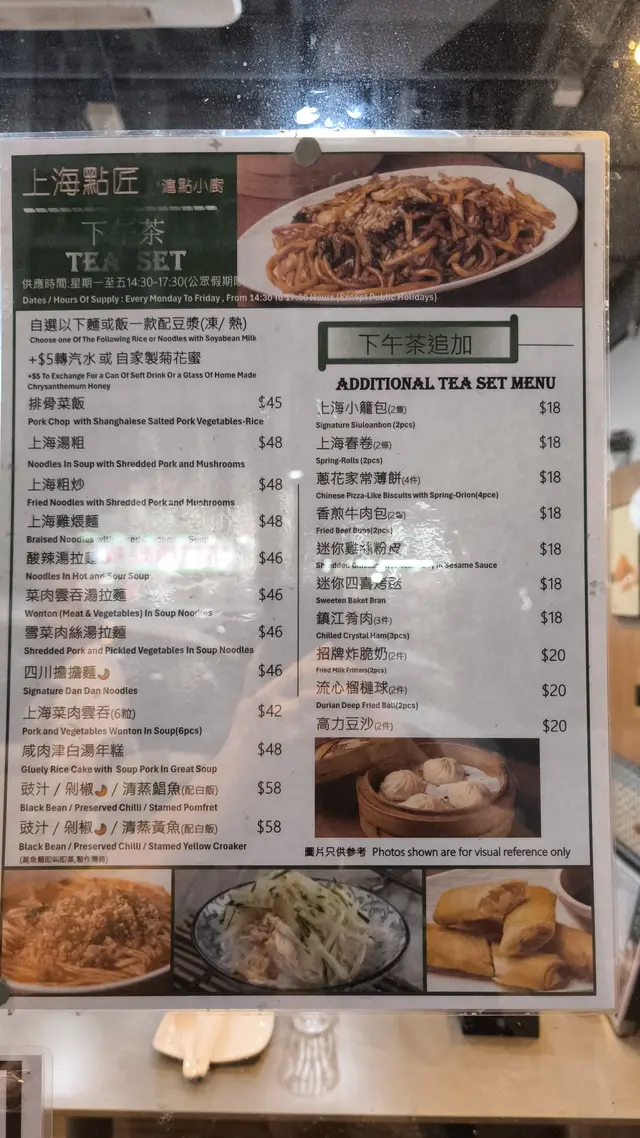 上海點匠 滬點小廚
下午茶
TEA SET
供應時間:星期一至五14:30-17:30(公眾假期除
Dates / Hours Of Supply : Every Monday To Friday , From 14:30 To 17:30 Hours (Except Public Holidays)
自選以下麵或飯一款配豆漿(凍/ 熱)
Choose one Of The Following Rice or Noodles with Soyabean Milk
+$5轉汽水 或 自家製菊花蜜
+$5 To Exchange For a Can Of Soft Drink Or a Glass Of Home Made
Chrysanthemum Honey
排骨菜飯 $45
Pork Chop with Shanghaiese Salted Pork Vegetables-Rice
上海湯粗 $48
Noodles In Soup with Shredded Pork and Mushrooms
上海粗炒 $48
Fried Noodles with Shredded Pork and Mushrooms
上海雞煨麵 $48
Braised Noodles with
酸辣湯拉麵 $46
Noodles In Hot and Sour Soup
菜肉雲吞湯拉麵 $46
Wonton (Meat & Vegetables) In Soup Noodles
雪菜肉絲湯拉麵 $46
Shredded Pork and Pickled Vegetables In Soup Noodles
四川擔擔麵 $46
Signature Dan Dan Noodles
上海菜肉雲吞(6粒) $42
Pork and Vegetables Wonton In Soup(6pcs)
咸肉津白湯年糕 $48
Gluely Rice Cake with Soup Pork In Great Soup
豉汁 / 剁椒 / 清蒸鯧魚(配白飯) $58
Black Bean / Preserved Chilli / Stamed Pomfret
豉汁 / 剁椒 / 清蒸黃魚(配白飯) $58
Black Bean / Preserved Chilli / Stamed Yellow Croaker
下午茶追加
ADDITIONAL TEA SET MENU
上海小籠包(2隻) $18
Signature Siuloanbon (2pcs)
上海春卷(2條) $18
Spring-Rolls (2pcs)
蔥花家常薄餅(4件) $18
Chinese Pizza-Like Biscuits with Spring-Orion(4pce)
香煎牛肉包(2隻) $18
Fried Beef Buns(2pcs)
迷你雞絲粉皮 $18
Shredded In Sesame Sauce
迷你四喜烤麩 $18
Sweeten Baket Bran
鎮江肴肉(3件) $18
Chilled Crystal Ham(3pcs)
招牌炸脆奶(2件) $20
Fried Milk Fritters(2pcs)
流心榴槤球(2件) $20
Durian Deep Fried Ball(2pcs)
高力豆沙(2件) $20
圖片只供參考 Photos shown are for visual reference only